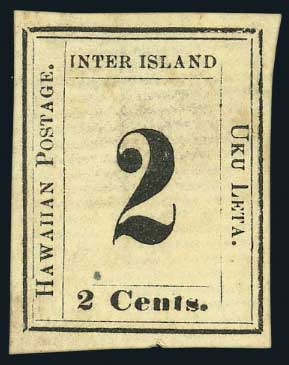 INTER ISLAND
HAWAIIAN POSTAGE.
2
UKU LETA.
2 Cents.